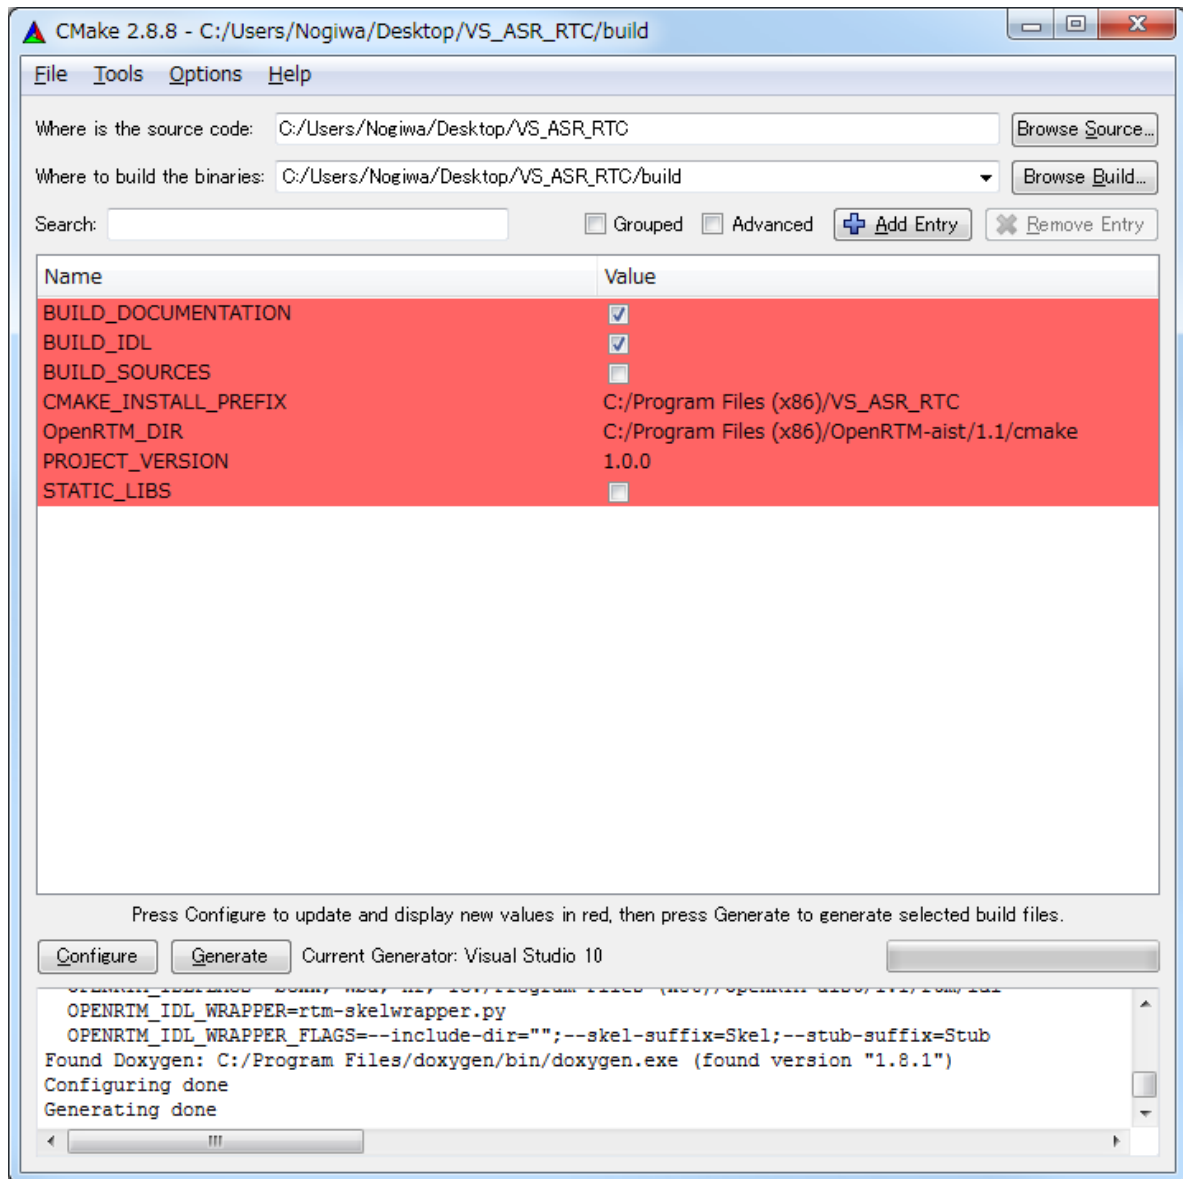 CMake 2.8.8 - C:/Users/Nogiwa/Desktop/VS_ASR_RTC/build
File Tools Options Help
Where is the source code: C:/Users/Nogiwa/Desktop/VS_ASR_RTC Browse Source...
Where to build the binaries: C:/Users/Nogiwa/Desktop/VS_ASR_RTC/build Browse Build...
Search: Grouped Advanced Add Entry Remove Entry
Name Value
BUILD_DOCUMENTATION
BUILD_IDL
BUILD_SOURCES
CMAKE_INSTALL_PREFIX C:/Program Files (x86)/VS_ASR_RTC
OpenRTM_DIR C:/Program Files (x86)/OpenRTM-aist/1.1/cmake
PROJECT_VERSION 1.0.0
STATIC_LIBS
Press Configure to update and display new values in red, then press Generate to generate selected build files.
Configure Generate Current Generator: Visual Studio 10
OPENRTM_IDL_WRAPPER=rtm-skelwrapper.py
OPENRTM_IDL_WRAPPER_FLAGS=--include-dir="";--skel-suffix=Skel;--stub-suffix=Stub
Found Doxygen: C:/Program Files/doxygen/bin/doxygen.exe (found version "1.8.1")
Configuring done
Generating done